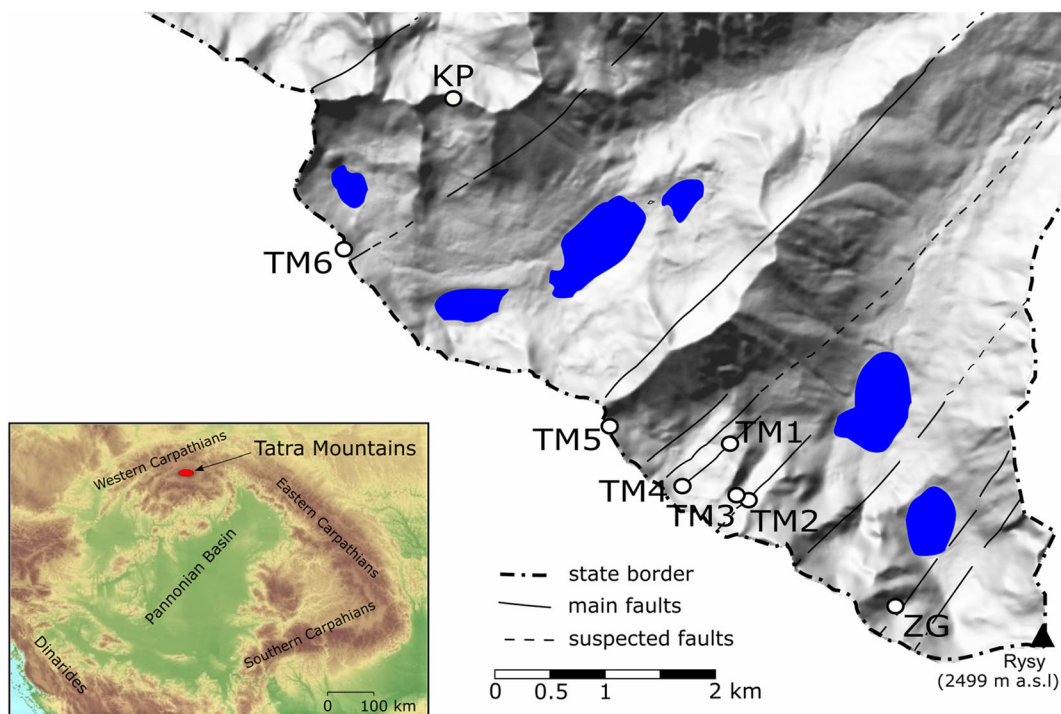 KP
TM6
TM5
TM1
TM4
TM3
TM2
ZG
Rysy
(2499 m a.s.l)
state border
main faults
suspected faults
0 0.5 1 2 km
Western Carpathians
Tatra Mountains
Eastern Carpathians
Pannonian Basin
Southern Carpahians
Dinarides
0 100 km